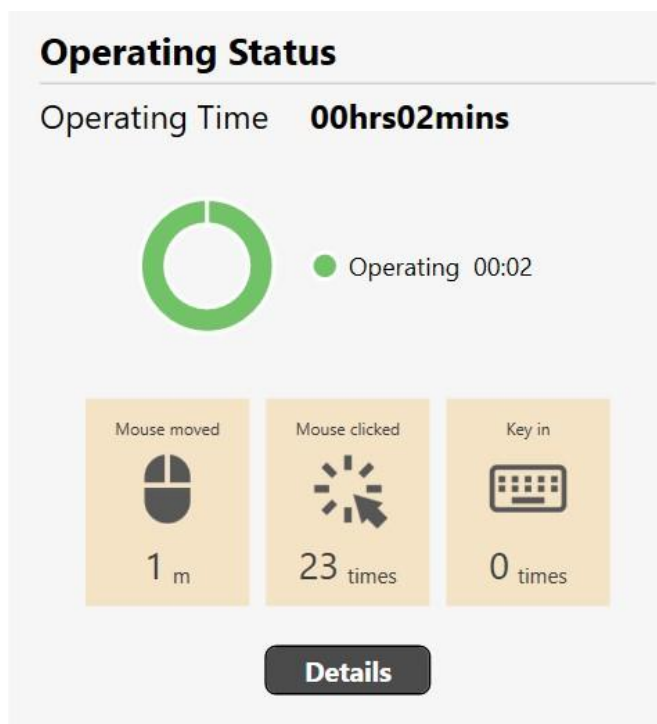 Operating Status
Operating Time 00hrs02mins
Operating 00:02
Mouse moved
1 m
Mouse clicked
23 times
Key in
0 times
Details